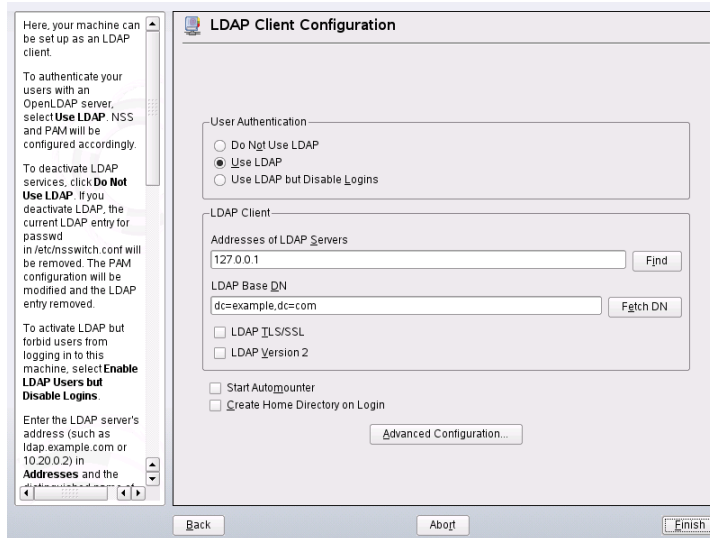 Here, your machine can
be set up as an LDAP
client.
To authenticate your
users with an
OpenLDAP server,
select Use LDAP. NSS
and PAM will be
configured accordingly.
To deactivate LDAP
services, click Do Not
Use LDAP. If you
deactivate LDAP, the
current LDAP entry for
passwd
in /etc/nsswitch.conf will
be removed. The PAM
configuration will be
modified and the LDAP
entry removed.
To activate LDAP but
forbid users from
logging in to this
machine, select Enable
LDAP Users but
Disable Logins.
Enter the LDAP server's
address (such as
ldap.example.com or
10.20.0.2) in
Addresses and the
LDAP Client Configuration
User Authentication
Do Not Use LDAP
Use LDAP
Use LDAP but Disable Logins
LDAP Client
Addresses of LDAP Servers
127.0.0.1
Find
LDAP Base DN
dc=example,dc=com
Fetch DN
LDAP TLS/SSL
LDAP Version 2
Start Automounter
Create Home Directory on Login
Advanced Configuration...
Back
Abort
Finish